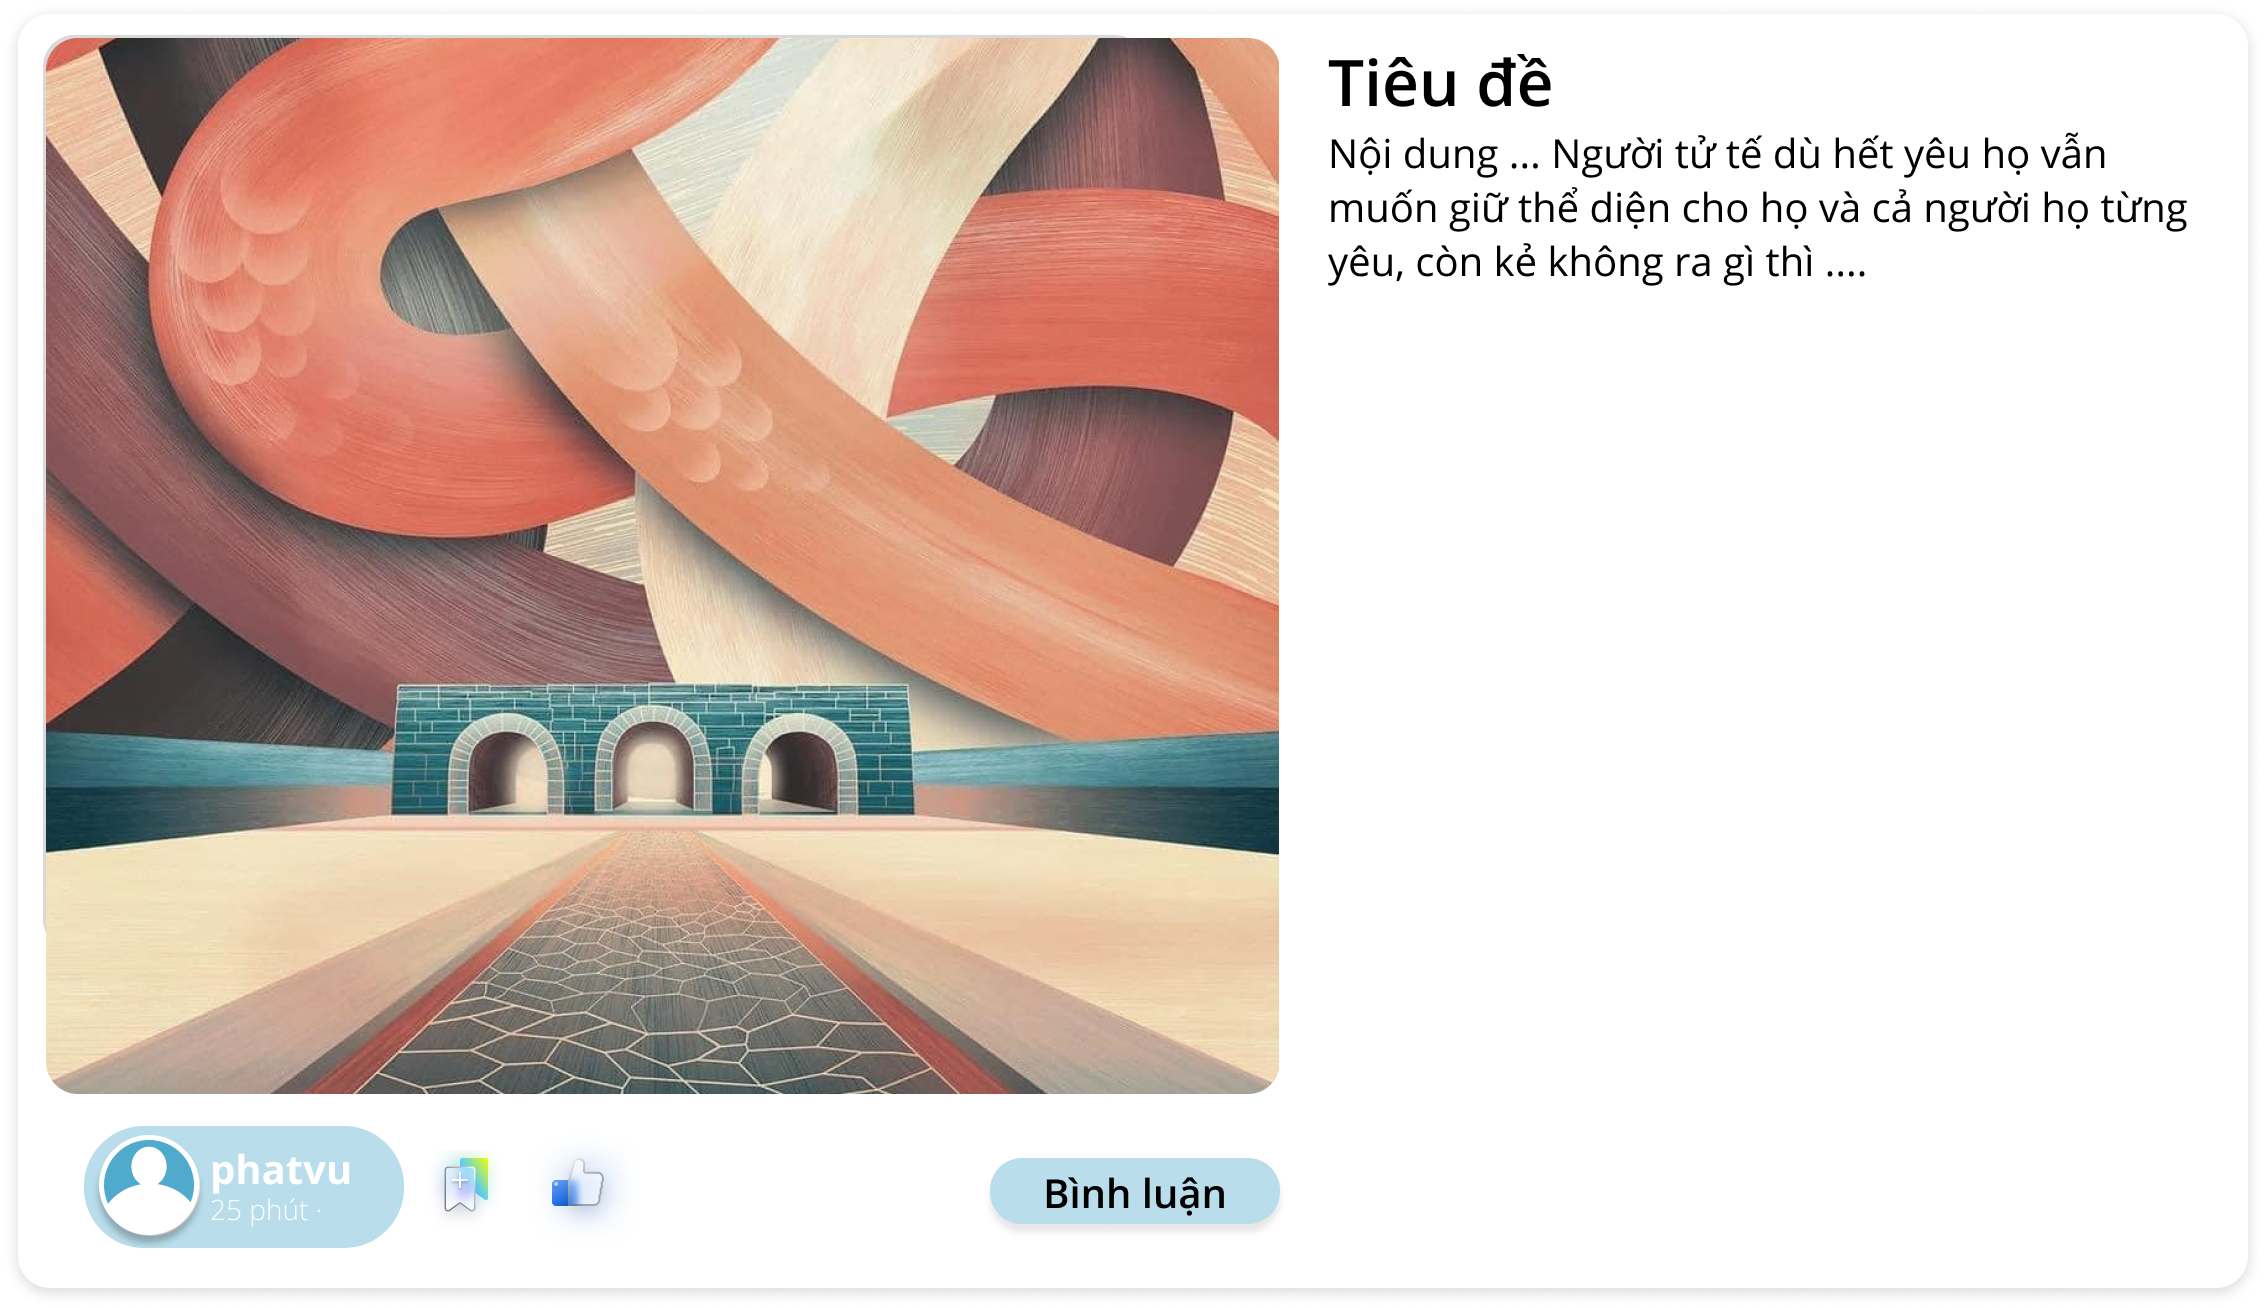 Tiêu đề
Nội dung ... Người tử tế dù hết yêu họ vẫn
muốn giữ thể diện cho họ và cả người họ từng
yêu, còn kẻ không ra gì thì ....
phatvu
25 phút ·
Bình luận